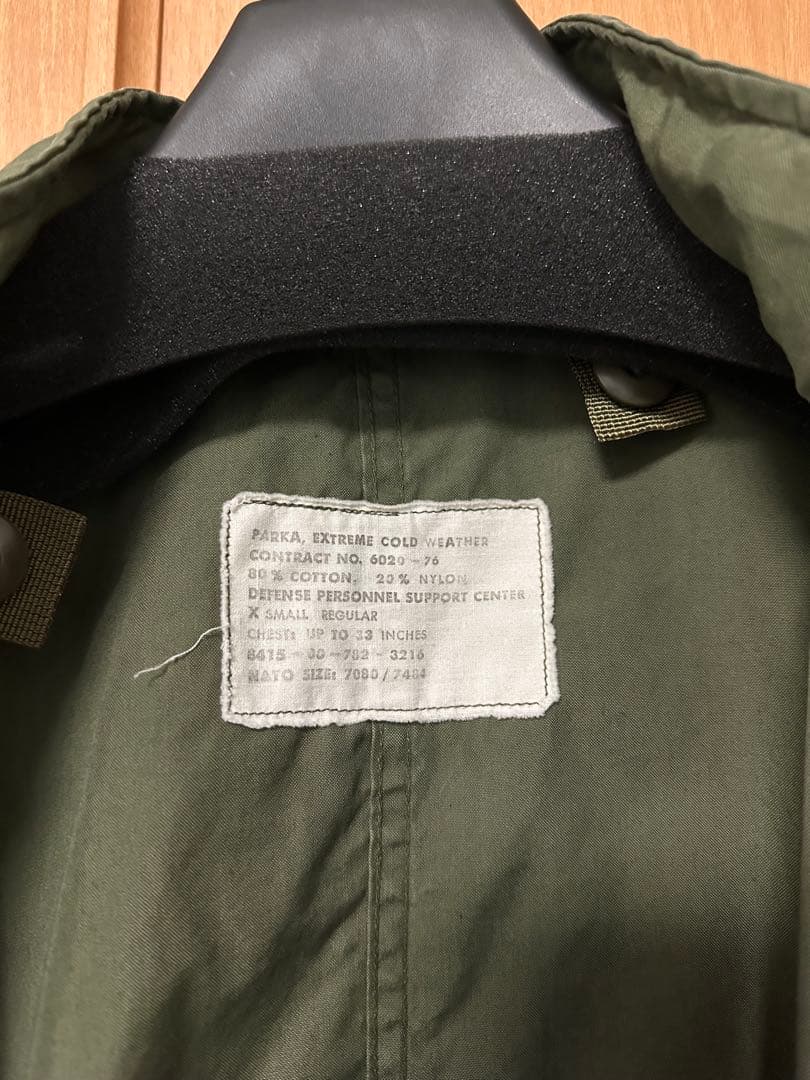 PARKA, EXTREME COLD WEATHER
CONTRACT NO. 6020-76
80 % COTTON. 20 % NYLON
DEFENSE PERSONNEL SUPPORT CENTER
X SMALL REGULAR
CHEST: UP TO 33 INCHES
8415 - 00 - 782 - 3216
NATO SIZE: 7080 / 7484